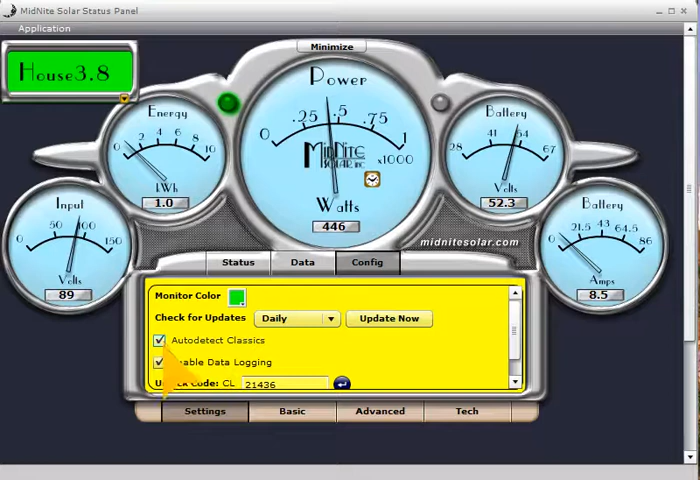 MidNite Solar Status Panel
Application
Minimize
House3.8
Power
0 .25 .5 .75 1
x1000
MidNite
SOLAR INC
Watts
446
Energy
0 2 4 6 8 10
kWh
1.0
Battery
28 41 54 67
Volts
52.3
Input
0 50 100 150
Volts
89
Battery
0 21.5 43 64.5 86
Amps
8.5
midnitesolar.com
Status Data Config
Monitor Color
Check for Updates Daily Update Now
Autodetect Classics
Data Logging
Code: CL 21436
Settings Basic Advanced Tech